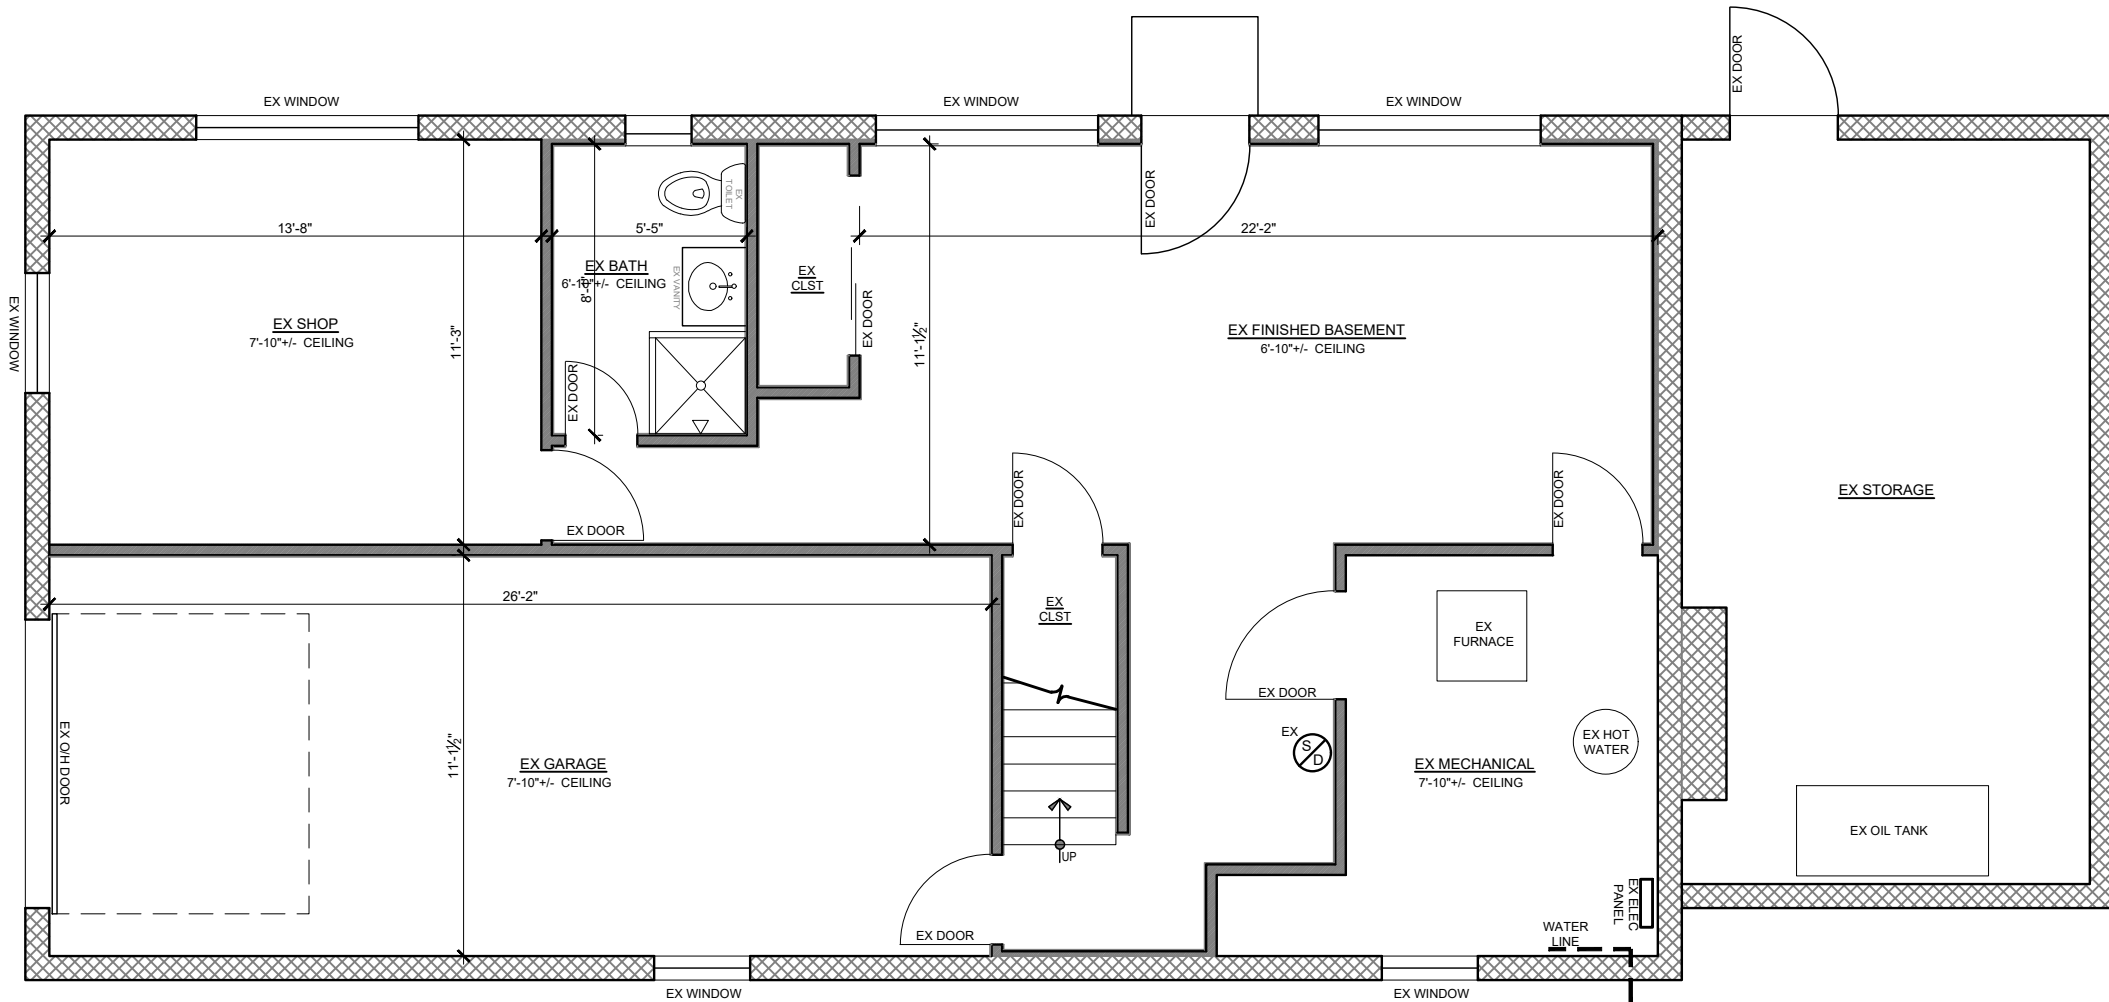 EX WINDOW
EX WINDOW
EX WINDOW
EX DOOR
EX DOOR
EX TOILET
13'-8"
5'-5"
22'-2"
EX BATH
6'-10"+/- CEILING
EX VANITY
EX
CLST
EX DOOR
EX WINDOW
EX SHOP
7'-10"+/- CEILING
11'-3"
11'-1½"
EX FINISHED BASEMENT
6'-10"+/- CEILING
EX DOOR
EX DOOR
EX DOOR
EX DOOR
EX STORAGE
26'-2"
EX
CLST
EX
FURNACE
EX DOOR
EX O/H DOOR
11'-1½"
EX GARAGE
7'-10"+/- CEILING
EX
S
D
EX MECHANICAL
7'-10"+/- CEILING
EX HOT
WATER
EX OIL TANK
UP
EX ELEC
PANEL
EX DOOR
WATER
LINE
EX WINDOW
EX WINDOW